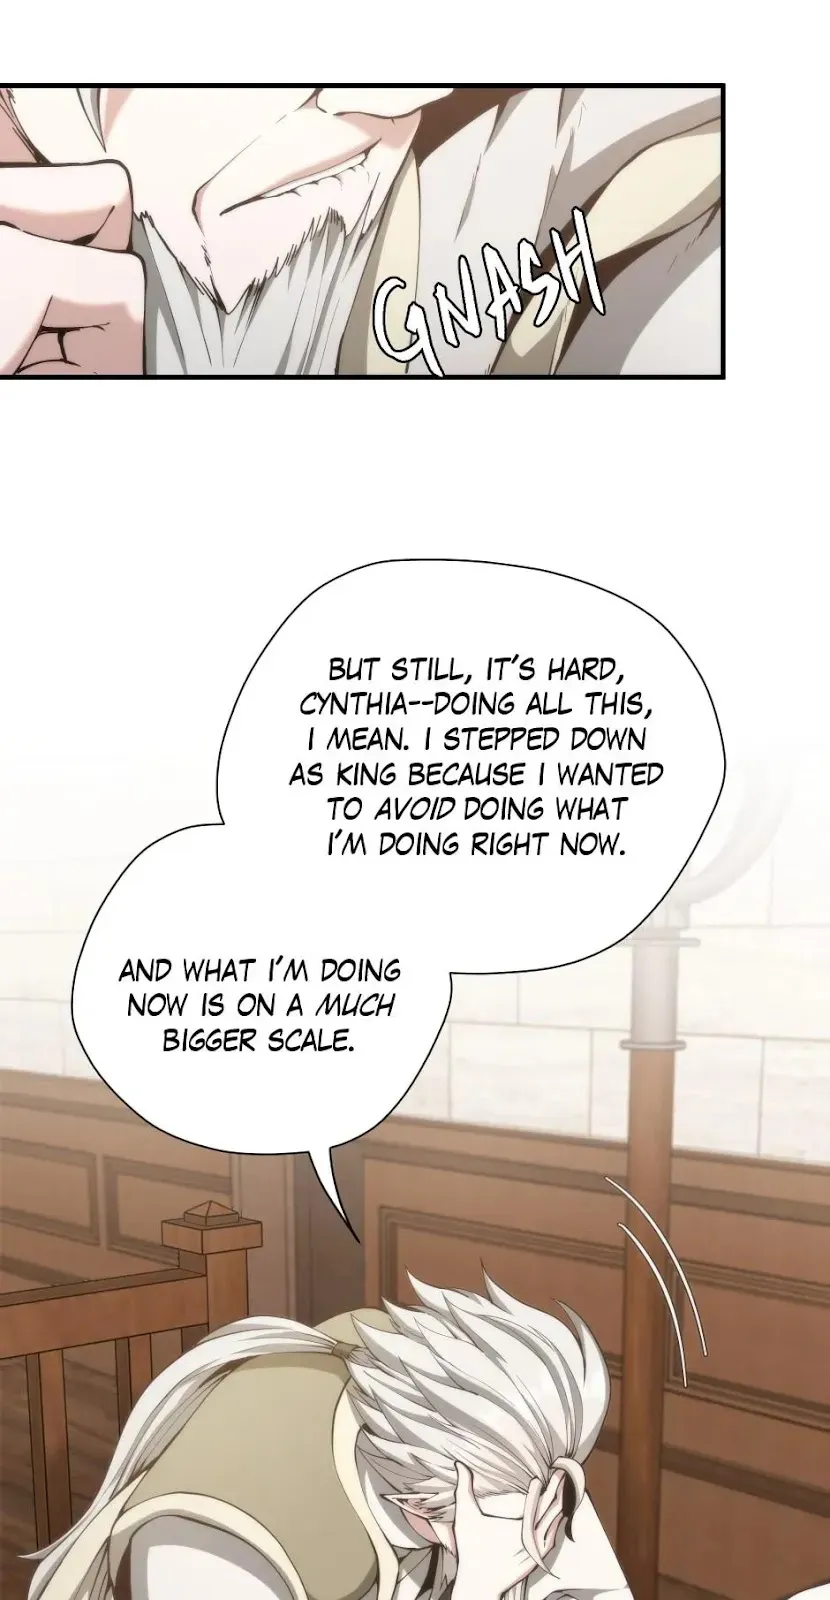 GNASH
BUT STILL, IT'S HARD,
CYNTHIA--DOING ALL THIS,
I MEAN. I STEPPED DOWN
AS KING BECAUSE I WANTED
TO AVOID DOING WHAT
I'M DOING RIGHT NOW.
AND WHAT I'M DOING
NOW IS ON A MUCH
BIGGER SCALE.